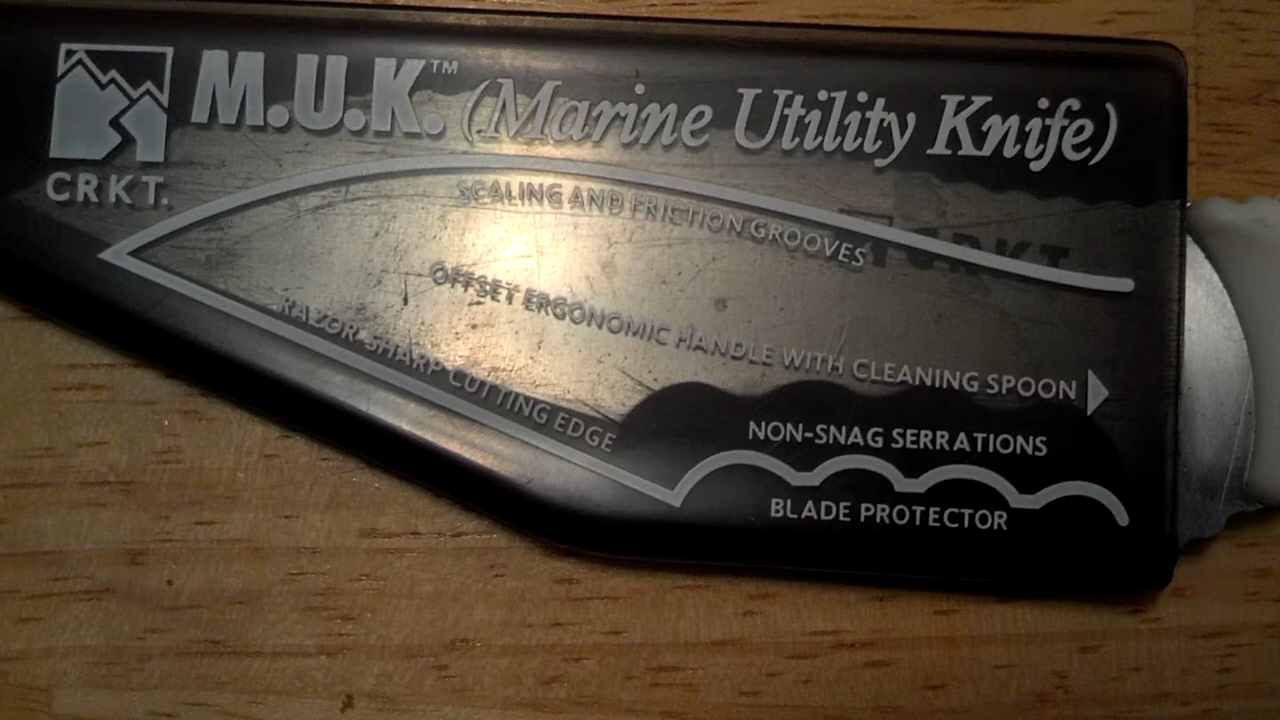 M.U.K.™ (Marine Utility Knife)
CRKT.
SCALING AND FRICTION GROOVES
CRKT
OFFSET ERGONOMIC HANDLE WITH CLEANING SPOON
RAZOR-SHARP CUTTING EDGE
NON-SNAG SERRATIONS
BLADE PROTECTOR